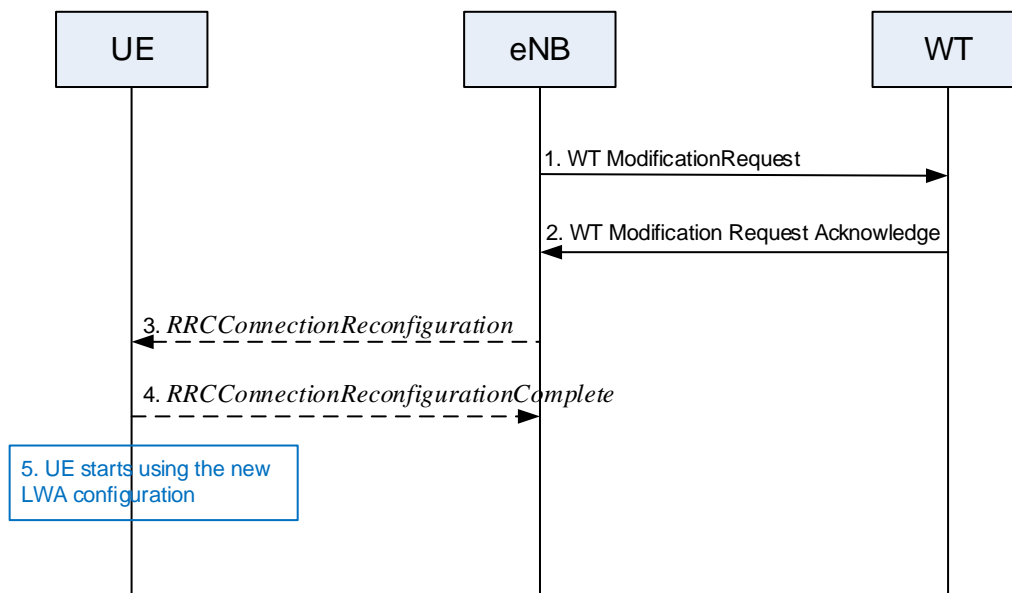 UE
eNB
WT
1. WT ModificationRequest
2. WT Modification Request Acknowledge
3. RRCConnectionReconfiguration
4. RRCConnectionReconfigurationComplete
5. UE starts using the new
LWA configuration